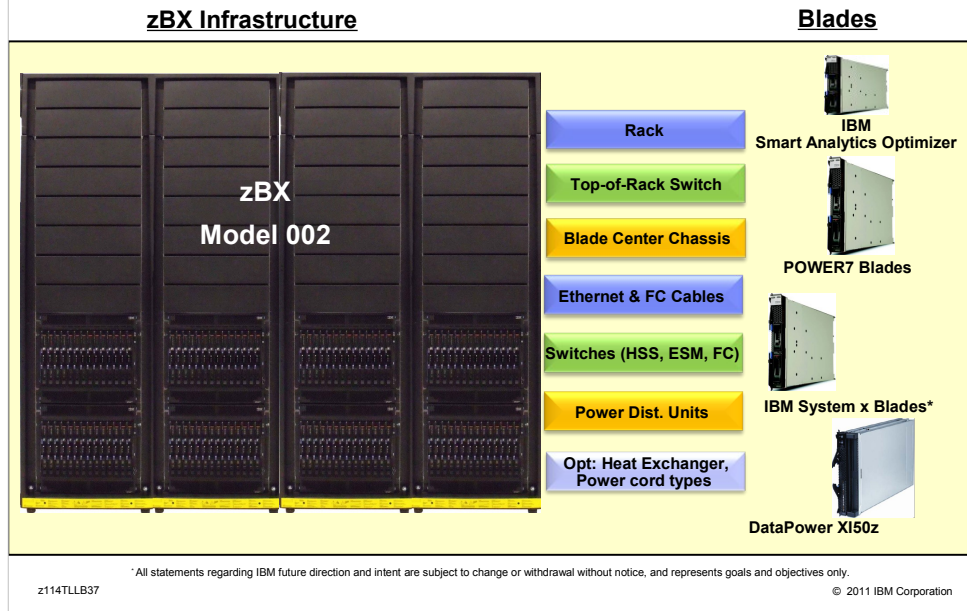 zBX Infrastructure
Blades
zBX
Model 002
Rack
Top-of-Rack Switch
Blade Center Chassis
Ethernet & FC Cables
Switches (HSS, ESM, FC)
Power Dist. Units
Opt: Heat Exchanger,
Power cord types
IBM
Smart Analytics Optimizer
POWER7 Blades
IBM System x Blades*
DataPower XI50z
*All statements regarding IBM future direction and intent are subject to change or withdrawal without notice, and represents goals and objectives only.
z114TLLB37
© 2011 IBM Corporation